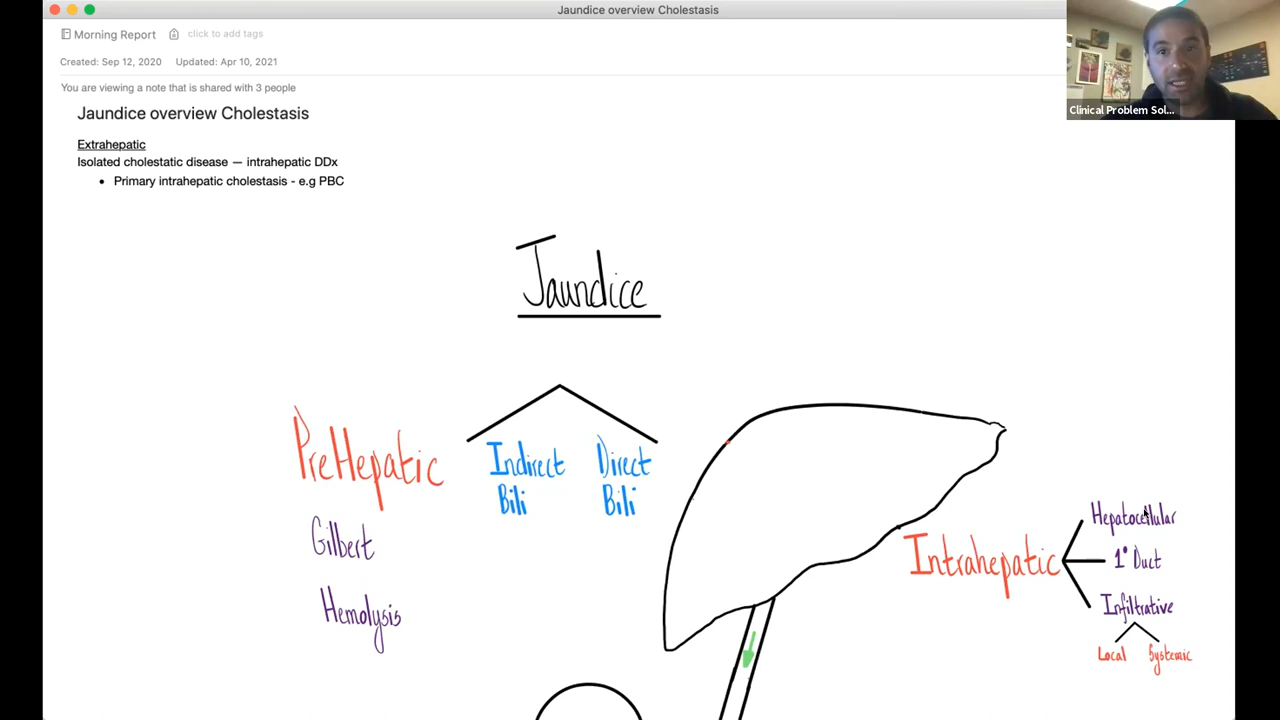 Jaundice overview Cholestasis
Morning Report
click to add tags
Created: Sep 12, 2020 Updated: Apr 10, 2021
You are viewing a note that is shared with 3 people
Jaundice overview Cholestasis
Extrahepatic
Isolated cholestatic disease — intrahepatic DDx
• Primary intrahepatic cholestasis - e.g PBC
Clinical Problem Sol...
Jaundice
PreHepatic
Indirect Bili
Direct Bili
Gilbert
Hemolysis
Intrahepatic
Hepatocellular
1° Duct
Infiltrative
Local Systemic